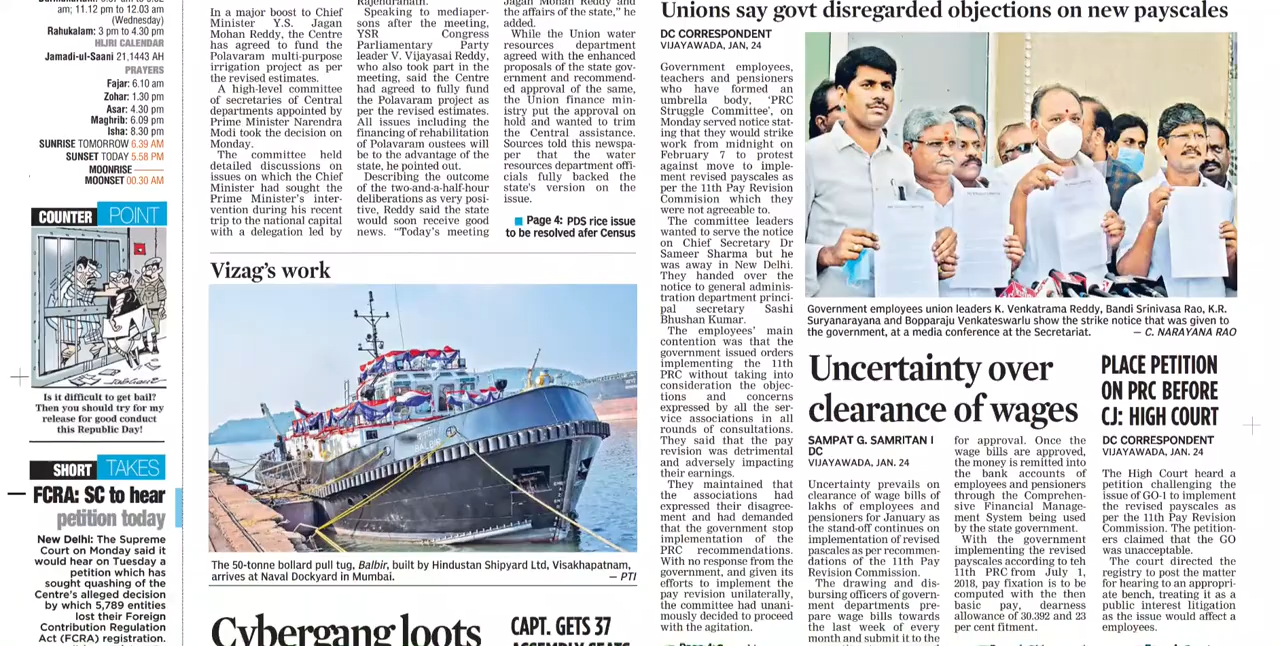 am; 11.12 pm to 12.03 am
(Wednesday)
Rahukalam: 3 pm to 4.30 pm
HIJRI CALENDAR
Jamadi-ul-Saani 21,1443 AH
PRAYERS
Fajar: 6.10 am
Zohar: 1.30 pm
Asar: 4.30 pm
Maghrib: 6.09 pm
Isha: 8.30 pm
SUNRISE TOMORROW 6.39 AM
SUNSET TODAY 5.58 PM
MOONRISE
MOONSET 00.30 AM
COUNTER POINT
Is it difficult to get bail?
Then you should try for my
release for good conduct
this Republic Day!
SHORT TAKES
FCRA: SC to hear
petition today
New Delhi: The Supreme
Court on Monday said it
would hear on Tuesday a
petition which has
sought quashing of the
Centre's alleged decision
by which 5,789 entities
lost their Foreign
Contribution Regulation
Act (FCRA) registration.
In a major boost to Chief
Minister Y.S. Jagan
Mohan Reddy, the Centre
has agreed to fund the
Polavaram multi-purpose
irrigation project as per
the revised estimates.
A high-level committee
of secretaries of Central
departments appointed by
Prime Minister Narendra
Modi took the decision on
Monday.
The committee held
detailed discussions on
issues on which the Chief
Minister had sought the
Prime Minister's inter-
vention during his recent
trip to the national capital
with a delegation led by
Rajendranath.
Speaking to mediaper-
sons after the meeting,
YSR Congress
Parliamentary Party
leader V. Vijayasai Reddy,
who also took part in the
meeting, said the Centre
had agreed to fully fund
the Polavaram project as
per the revised estimates.
All issues including the
financing of rehabilitation
of Polavaram oustees will
be to the advantage of the
state, he pointed out.
Describing the outcome
of the two-and-a-half-hour
deliberations as very posi-
tive, Reddy said the state
would soon receive good
news. “Today's meeting
Jagan Mohan Reddy and
the affairs of the state,” he
added.
While the Union water
resources department
agreed with the enhanced
proposals of the state gov-
ernment and recommend-
ed approval of the same,
the Union finance min-
istry put the approval on
hold and wanted to trim
the Central assistance.
Sources told this newspa-
per that the water
resources department offi-
cials fully backed the
state's version on the
issue.
Page 4: PDS rice issue
to be resolved afer Census
Vizag's work
The 50-tonne bollard pull tug, Balbir, built by Hindustan Shipyard Ltd, Visakhapatnam,
arrives at Naval Dockyard in Mumbai. — PTI
Cybergang loots
CAPT. GETS 37
ASSEMBLY SEATS
Unions say govt disregarded objections on new payscales
DC CORRESPONDENT
VIJAYAWADA, JAN, 24
Government employees,
teachers and pensioners
who have formed an
umbrella body, ‘PRC
Struggle Committee’, on
Monday served notice stat-
ing that they would strike
work from midnight on
February 7 to protest
against move to imple-
ment revised payscales as
per the 11th Pay Revision
Commision which they
were not agreeable to.
The committee leaders
wanted to serve the notice
on Chief Secretary Dr
Sameer Sharma but he
was away in New Delhi.
They handed over the
notice to general adminis-
tration department princi-
pal secretary Sashi
Bhushan Kumar.
The employees' main
contention was that the
government issued orders
implementing the 11th
PRC without taking into
consideration the objec-
tions and concerns
expressed by all the ser-
vice associations in all
rounds of consultations.
They said that the pay
revision was detrimental
and adversely impacting
their earnings.
They maintained that
the associations had
expressed their disagree-
ment and had demanded
that the government stop
implementation of the
PRC recommendations.
With no response from the
government, and given its
efforts to implement the
pay revision unilaterally,
the committee had unani-
mously decided to proceed
with the agitation.
Government employees union leaders K. Venkatrama Reddy, Bandi Srinivasa Rao, K.R.
Suryanarayana and Bopparaju Venkateswarlu show the strike notice that was given to
the government, at a media conference at the Secretariat. — C. NARAYANA RAO
Uncertainty over
clearance of wages
SAMPAT G. SAMRITAN I
DC
VIJAYAWADA, JAN. 24
Uncertainty prevails on
clearance of wage bills of
lakhs of employees and
pensioners for January as
the stand-off continues on
implementation of revised
pascales as per recommen-
dations of the 11th Pay
Revision Commission.
The drawing and dis-
bursing officers of govern-
ment departments pre-
pare wage bills towards
the last week of every
month and submit it to the
for approval. Once the
wage bills are approved,
the money is remitted into
the bank accounts of
employees and pensioners
through the Comprehen-
sive Financial Manage-
ment System being used
by the state government.
With the government
implementing the revised
payscales according to teh
11th PRC from July 1,
2018, pay fixation is to be
computed with the then
basic pay, dearness
allowance of 30.392 and 23
per cent fitment.
PLACE PETITION
ON PRC BEFORE
CJ: HIGH COURT
DC CORRESPONDENT
VIJAYAWADA, JAN. 24
The High Court heard a
petition challenging the
issue of GO-1 to implement
the revised payscales as
per the 11th Pay Revision
Commission. The petition-
ers claimed that the GO
was unacceptable.
The court directed the
registry to post the matter
for hearing to an appropri-
ate bench, treating it as a
public interest litigation
as the issue would affect a
employees.